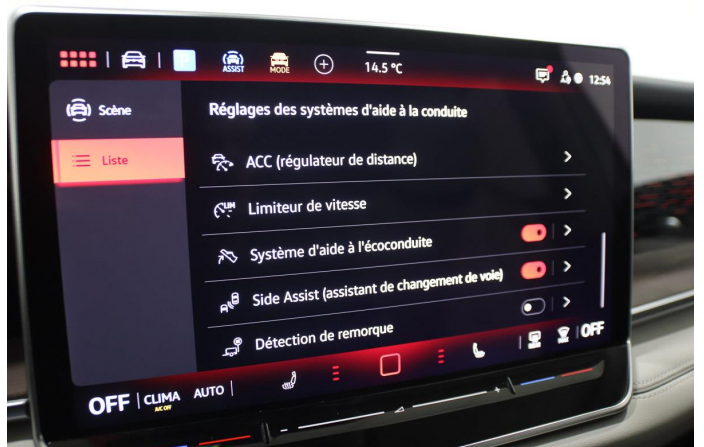 P
ASSIST
MODE
14.5 °C
12:54
Scène
Liste
Réglages des systèmes d'aide à la conduite
ACC (régulateur de distance)
LIM
Limiteur de vitesse
Système d'aide à l'écoconduite
Side Assist (assistant de changement de voie)
Détection de remorque
OFF
CLIMA
A/C OFF
AUTO
OFF